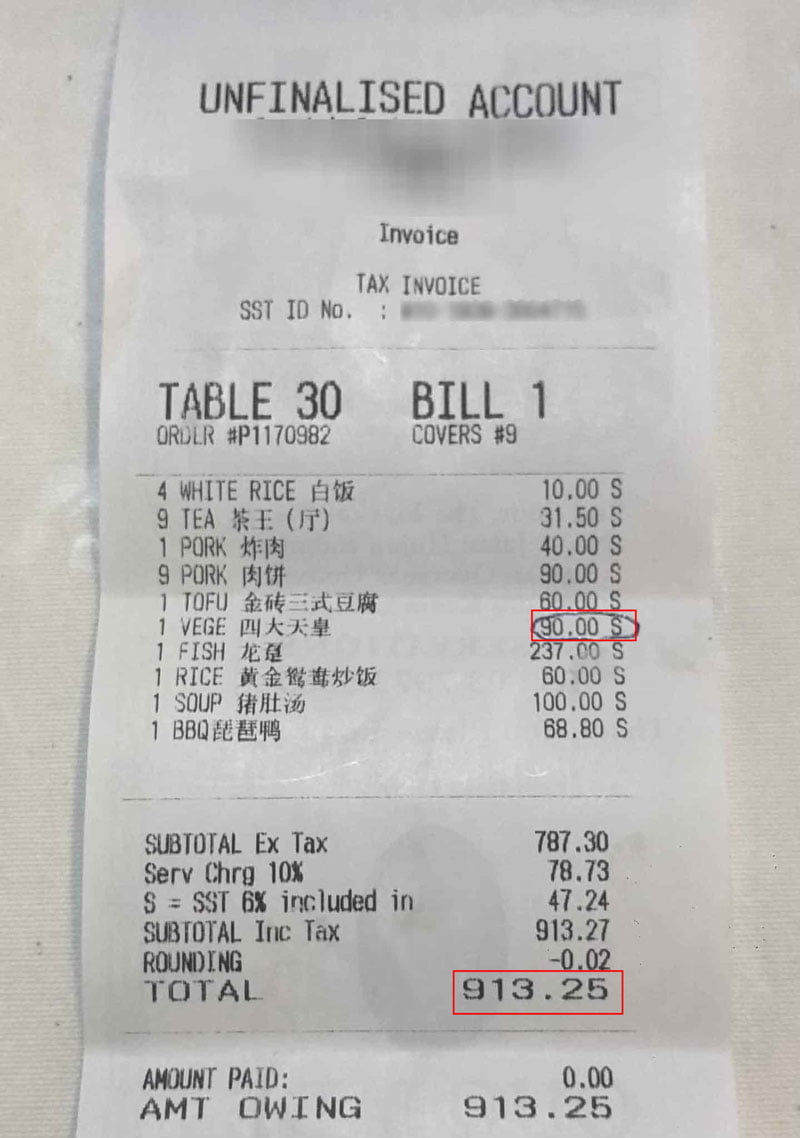 UNFINALISED ACCOUNT
Invoice
TAX INVOICE
SST ID No. :
TABLE 30 BILL 1
ORDER #P1170982 COVERS #9
4 WHITE RICE 白饭 10.00 S
9 TEA 茶王(厅) 31.50 S
1 PORK 炸肉 40.00 S
9 PORK 肉饼 90.00 S
1 TOFU 金砖三式豆腐 60.00 S
1 VEGE 四大天皇 90.00 S
1 FISH 龙趸 237.00 S
1 RICE 黄金鸳鸯炒饭 60.00 S
1 SOUP 猪肚汤 100.00 S
1 BBQ琵琶鸭 68.80 S
SUBTOTAL Ex Tax 787.30
Serv Chrg 10% 78.73
S = SST 6% included in 47.24
SUBTOTAL Inc Tax 913.27
ROUNDING -0.02
TOTAL 913.25
AMOUNT PAID: 0.00
AMT OWING 913.25